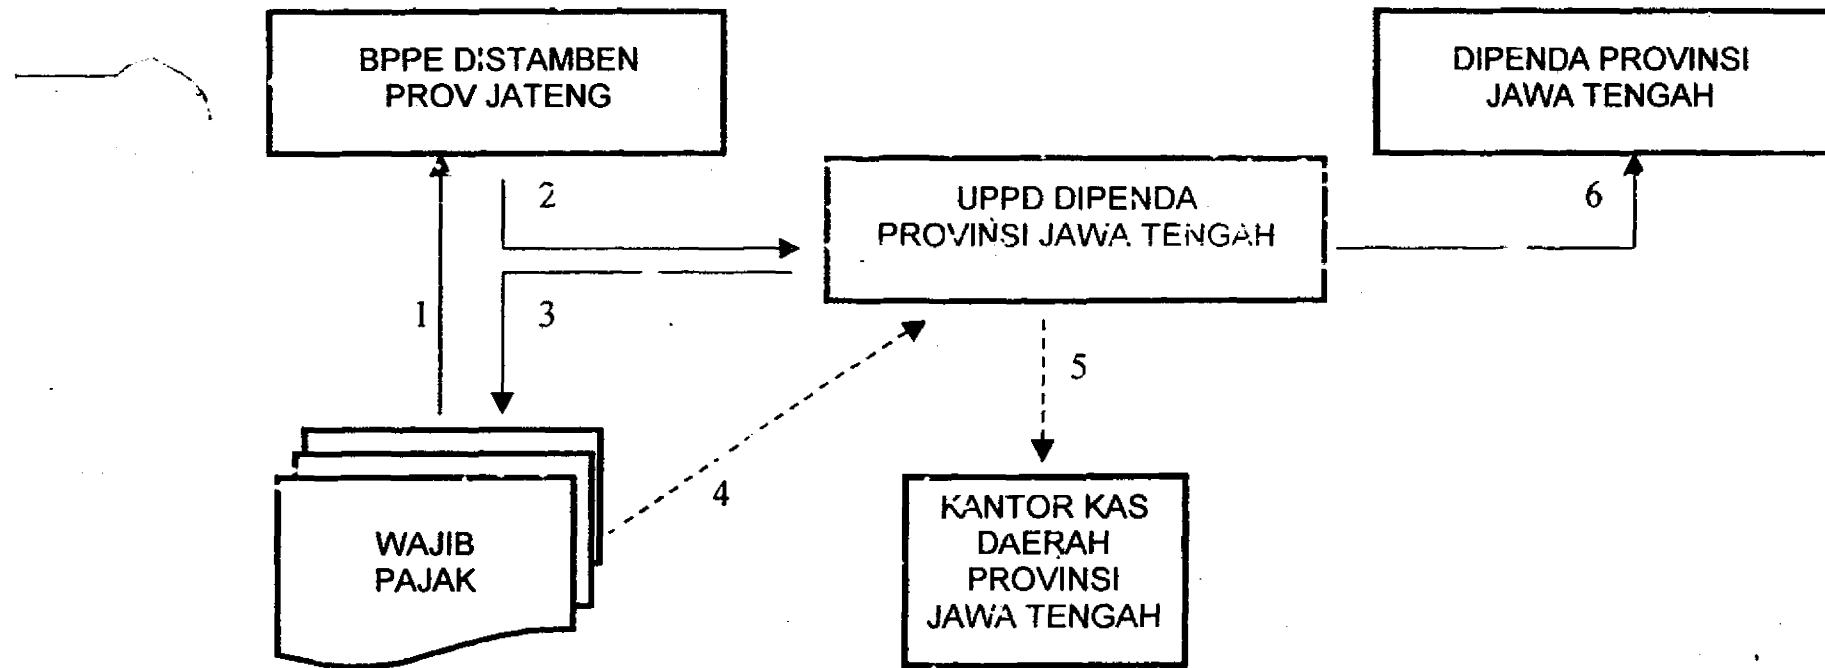 BPPE DISTAMBEN
PROV JATENG
DIPENDA PROVINSI
JAWA TENGAH
2
UPPD DIPENDA
PROVINSI JAWA TENGAH
6
1
3
5
4
WAJIB
PAJAK
KANTOR KAS
DAERAH
PROVINSI
JAWA TENGAH